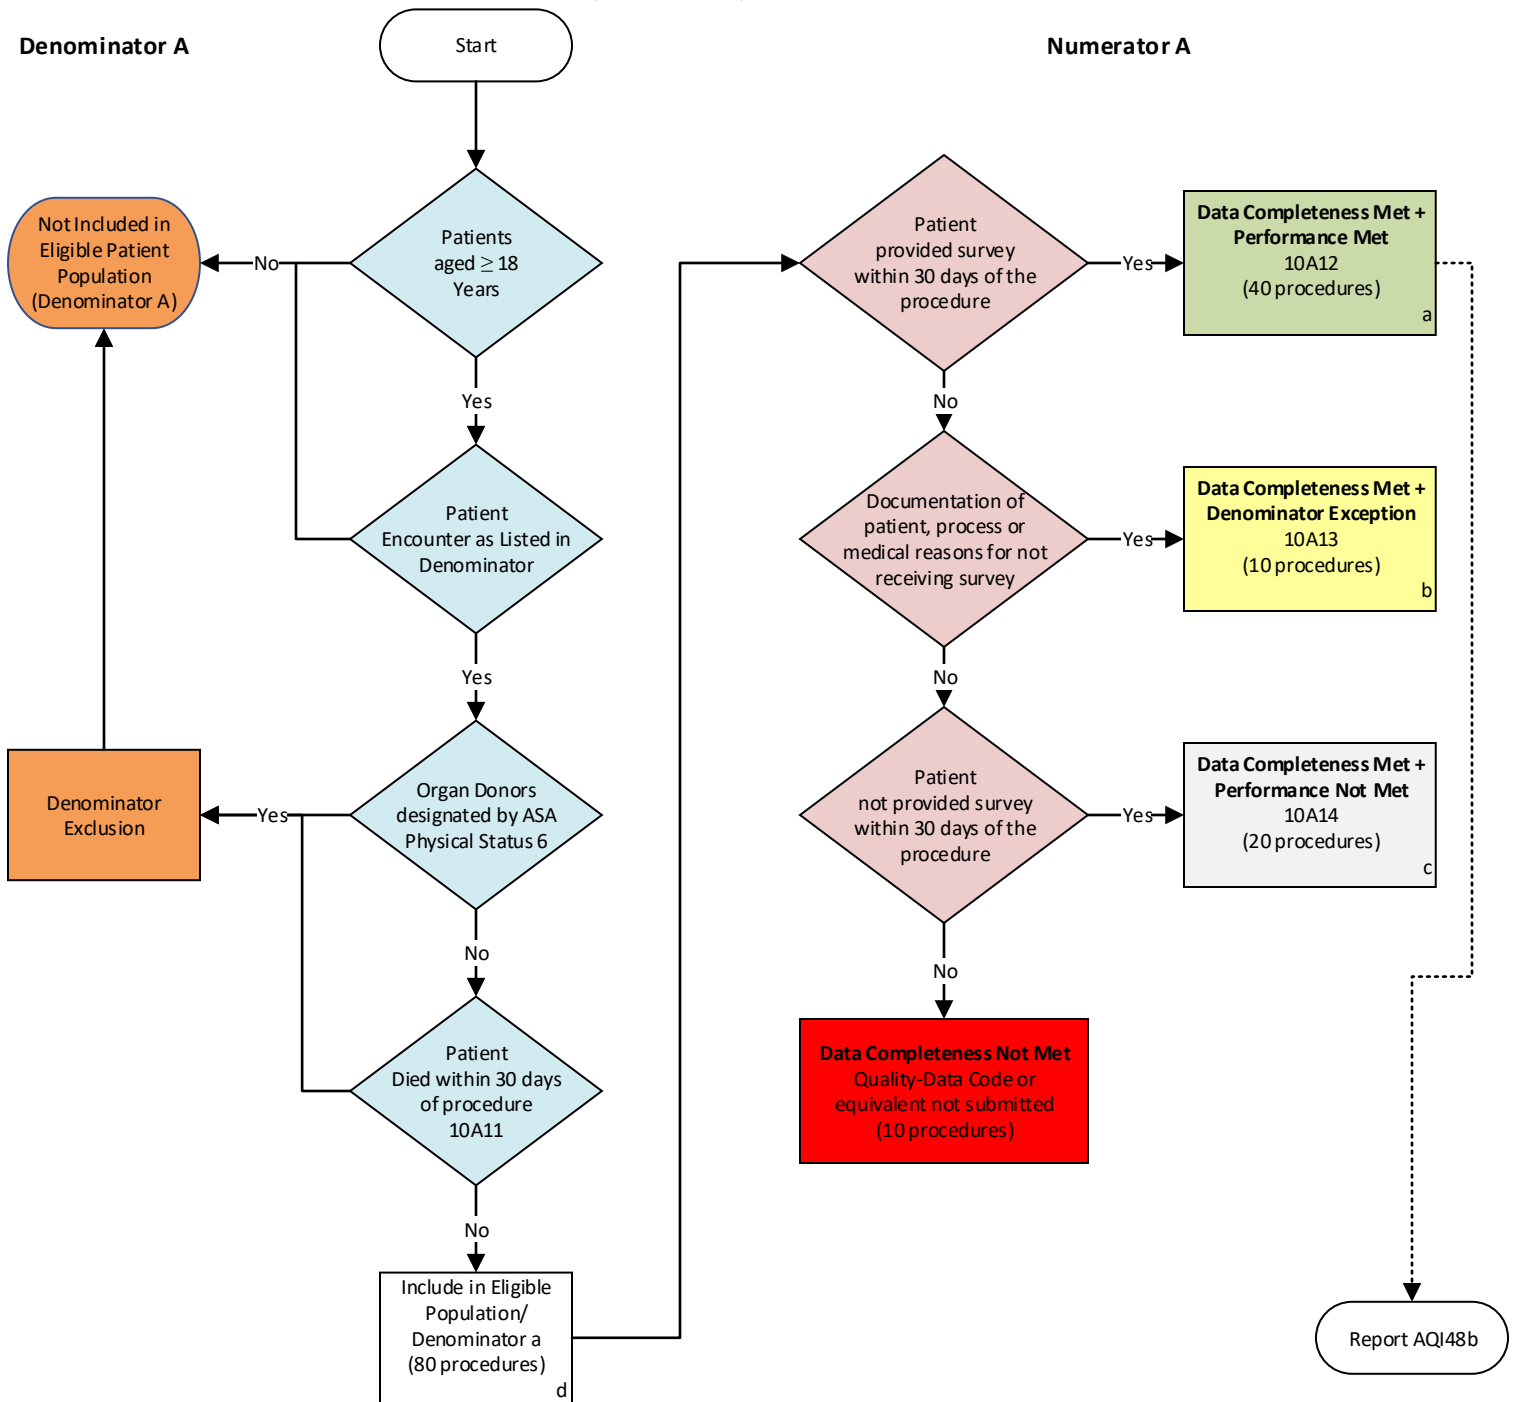 Denominator A
Start
Numerator A
Not Included in
Eligible Patient
Population
(Denominator A)
No
Patients
aged ≥ 18
Years
Yes
Patient
Encounter as Listed in
Denominator
Yes
Denominator
Exclusion
Yes
Organ Donors
designated by ASA
Physical Status 6
No
Patient
Died within 30 days
of procedure
10A11
No
Include in Eligible
Population/
Denominator a
(80 procedures)
d
Patient
provided survey
within 30 days of the
procedure
Yes
Data Completeness Met +
Performance Met
10A12
(40 procedures)
a
No
Documentation of
patient, process or
medical reasons for not
receiving survey
Yes
Data Completeness Met +
Denominator Exception
10A13
(10 procedures)
b
No
Patient
not provided survey
within 30 days of the
procedure
Yes
Data Completeness Met +
Performance Not Met
10A14
(20 procedures)
c
No
Data Completeness Not Met
Quality-Data Code or
equivalent not submitted
(10 procedures)
Report AQI48b